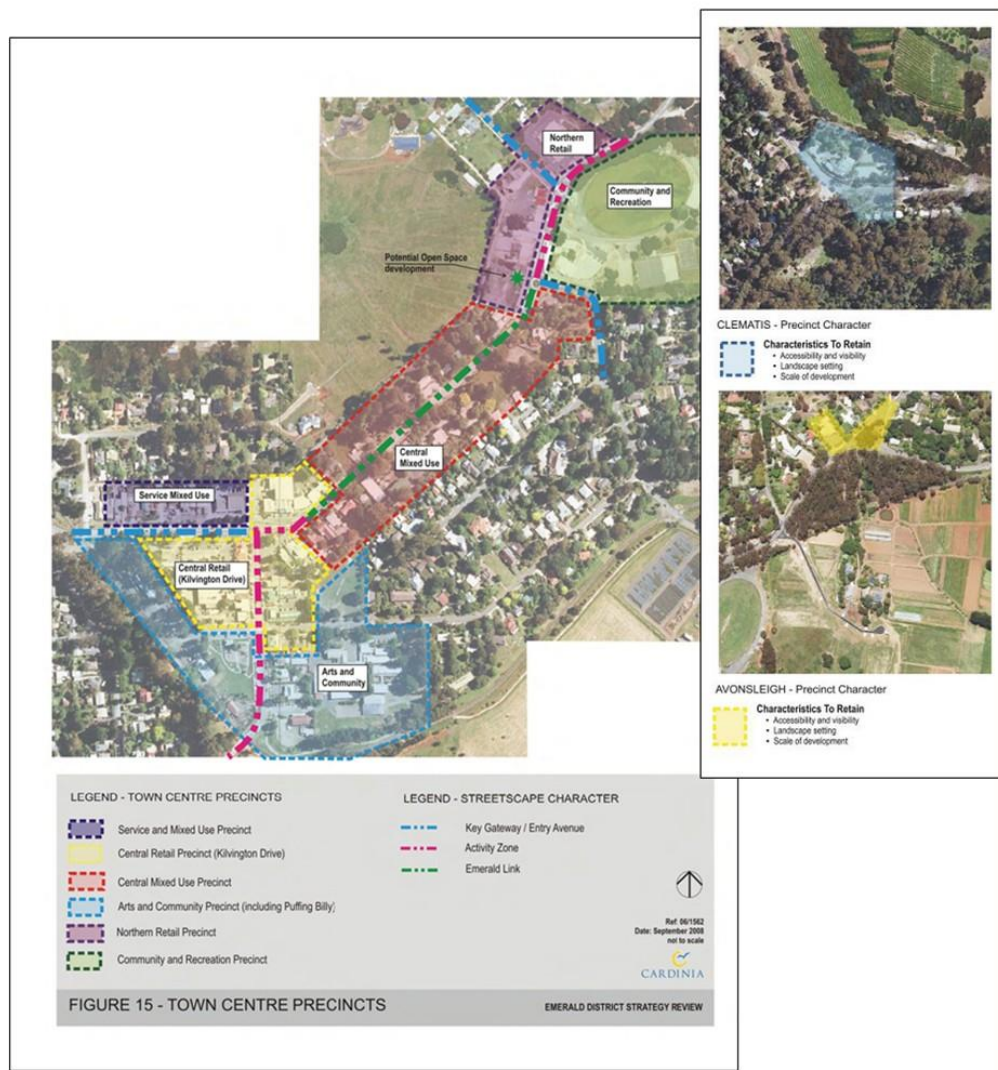 Northern
Retail
Community and
Recreation
Potential Open Space
development
Central
Mixed Use
Service Mixed Use
Central Retail
(Kilvington Drive)
Arts and
Community
CLEMATIS - Precinct Character
Characteristics To Retain
• Accessibility and visibility
• Landscape setting
• Scale of development
AVONSLEIGH - Precinct Character
Characteristics To Retain
• Accessibility and visibility
• Landscape setting
• Scale of development
LEGEND - TOWN CENTRE PRECINCTS
Service and Mixed Use Precinct
Central Retail Precinct (Kilvington Drive)
Central Mixed Use Precinct
Arts and Community Precinct (including Puffing Billy)
Northern Retail Precinct
Community and Recreation Precinct
LEGEND - STREETSCAPE CHARACTER
Key Gateway / Entry Avenue
Activity Zone
Emerald Link
Ref: 06/1562
Date: September 2008
not to scale
CARDINIA
FIGURE 15 - TOWN CENTRE PRECINCTS
EMERALD DISTRICT STRATEGY REVIEW